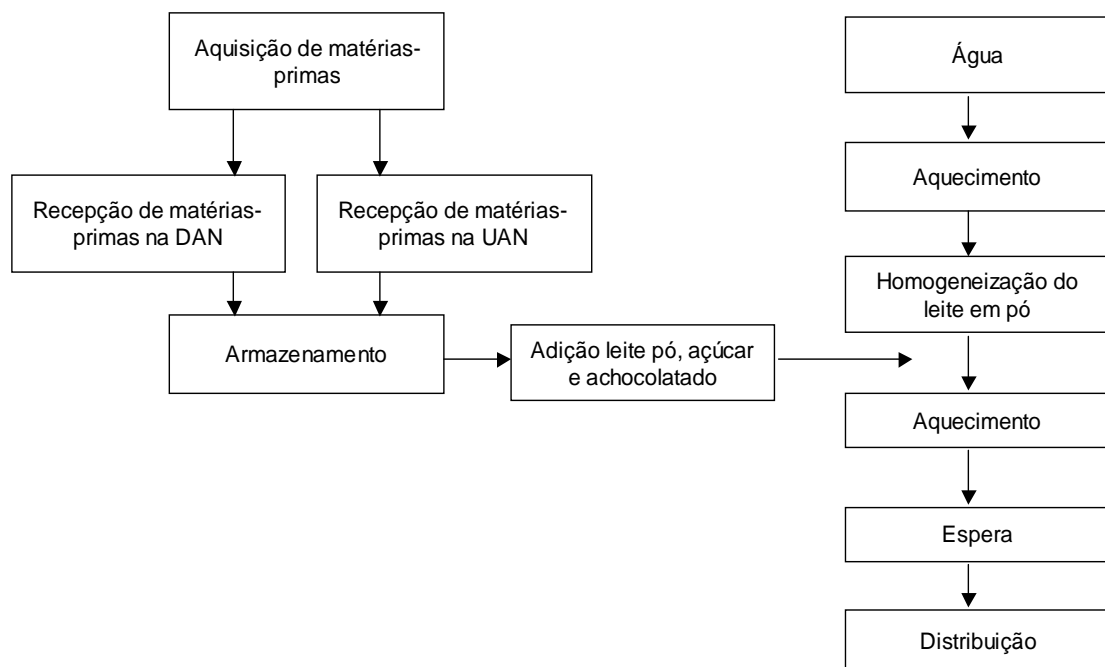 Aquisição de matérias-
primas
Recepção de matérias-
primas na DAN
Recepção de matérias-
primas na UAN
Armazenamento
Adição leite pó, açúcar
e achocolatado
Água
Aquecimento
Homogeneização do
leite em pó
Aquecimento
Espera
Distribuição